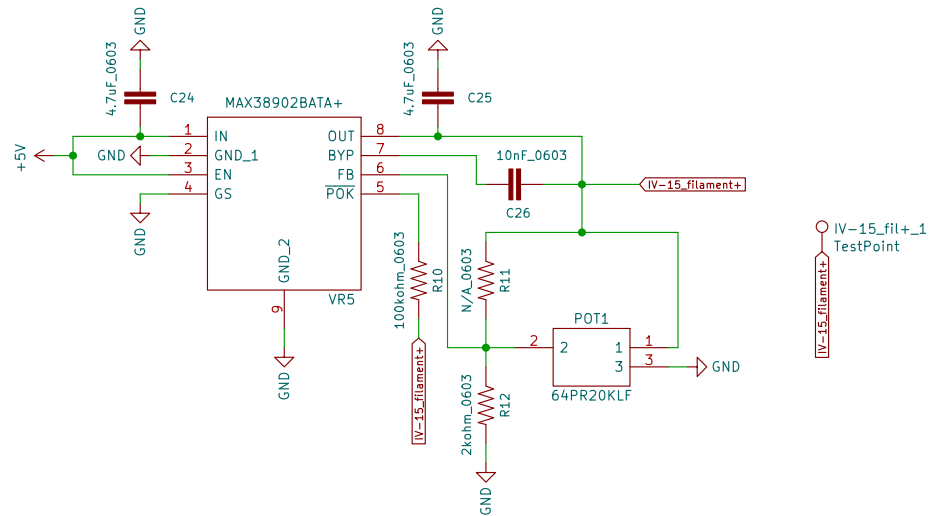 GND
GND
4.7uF_0603
C24
4.7uF_0603
C25
MAX38902BATA+
+5V
1
IN
OUT
8
GND
2
GND_1
BYP
7
10nF_0603
3
EN
FB
6
4
GS
POK
5
C26
IV-15_filament+
GND
GND_2
9
VR5
GND
100kohm_0603
R10
IV-15_filament+
N/A_0603
R11
POT1
2
2
1
1
3
3
GND
64PR20KLF
2kohm_0603
R12
GND
IV-15_fil+_1
TestPoint
IV-15_filament+